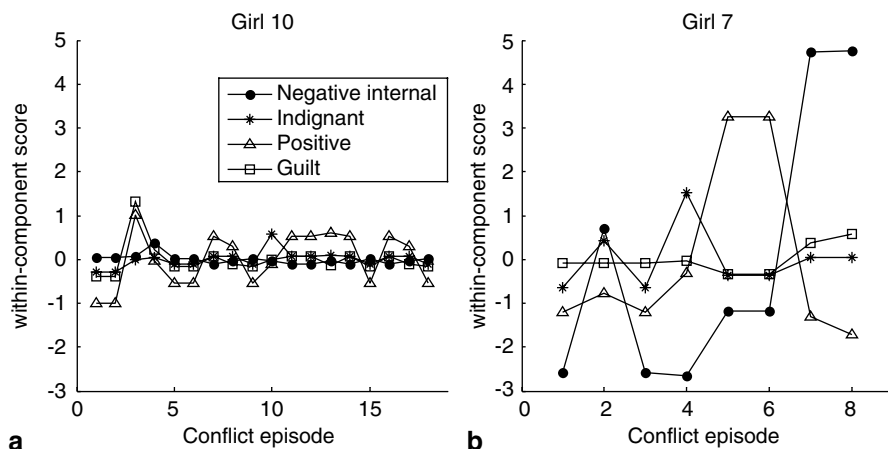 Girl 10
5
4
3
2
1
0
-1
-2
-3
within-component score
Negative internal
Indignant
Positive
Guilt
0
5
10
15
Conflict episode
a
Girl 7
5
4
3
2
1
0
-1
-2
-3
within-component score
0
2
4
6
8
Conflict episode
b